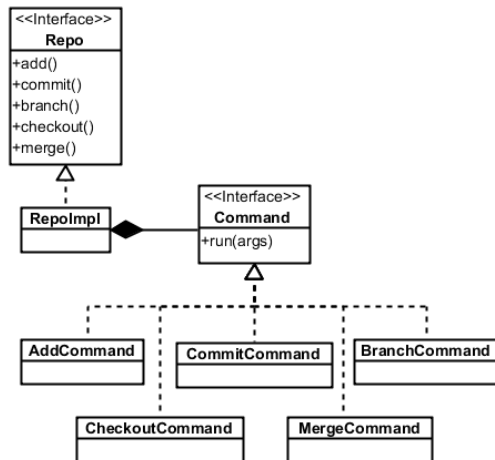 <<Interface>>
Repo
+add()
+commit()
+branch()
+checkout()
+merge()
RepoImpl
<<Interface>>
Command
+run(args)
AddCommand
CommitCommand
BranchCommand
CheckoutCommand
MergeCommand